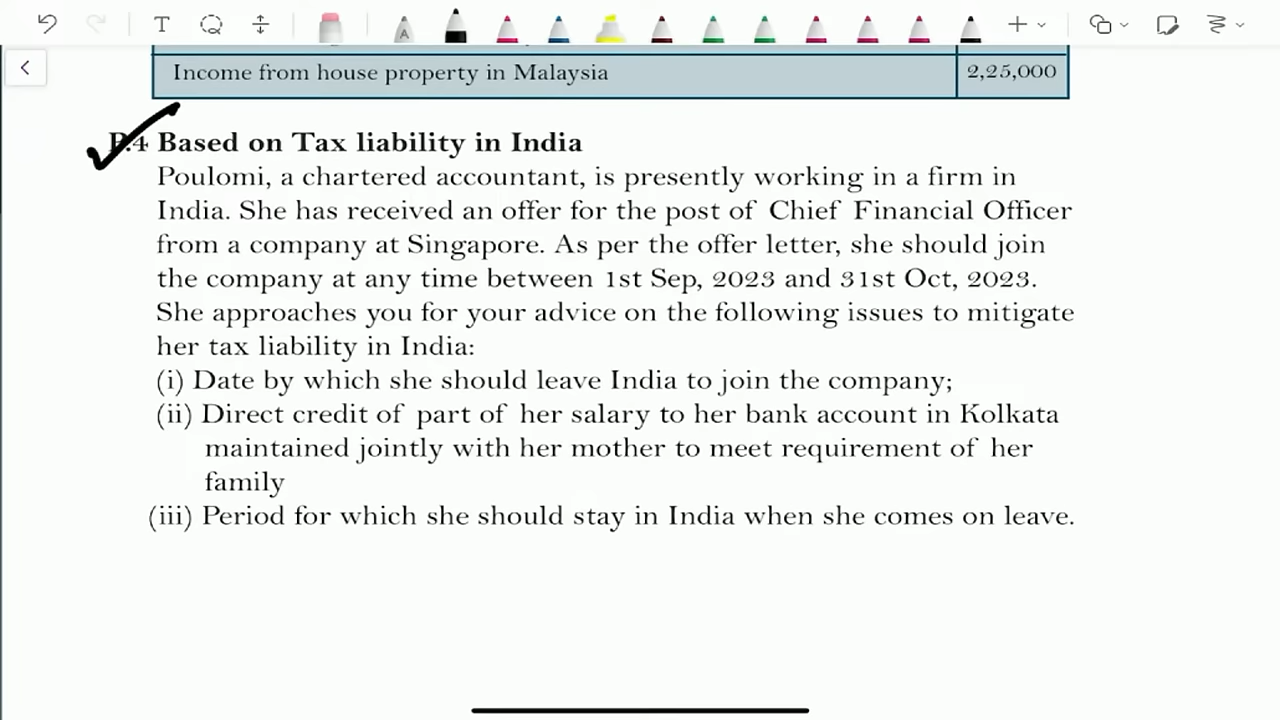 Income from house property in Malaysia 2,25,000
P.4 Based on Tax liability in India
Poulomi, a chartered accountant, is presently working in a firm in
India. She has received an offer for the post of Chief Financial Officer
from a company at Singapore. As per the offer letter, she should join
the company at any time between 1st Sep, 2023 and 31st Oct, 2023.
She approaches you for your advice on the following issues to mitigate
her tax liability in India:
(i) Date by which she should leave India to join the company;
(ii) Direct credit of part of her salary to her bank account in Kolkata
maintained jointly with her mother to meet requirement of her
family
(iii) Period for which she should stay in India when she comes on leave.